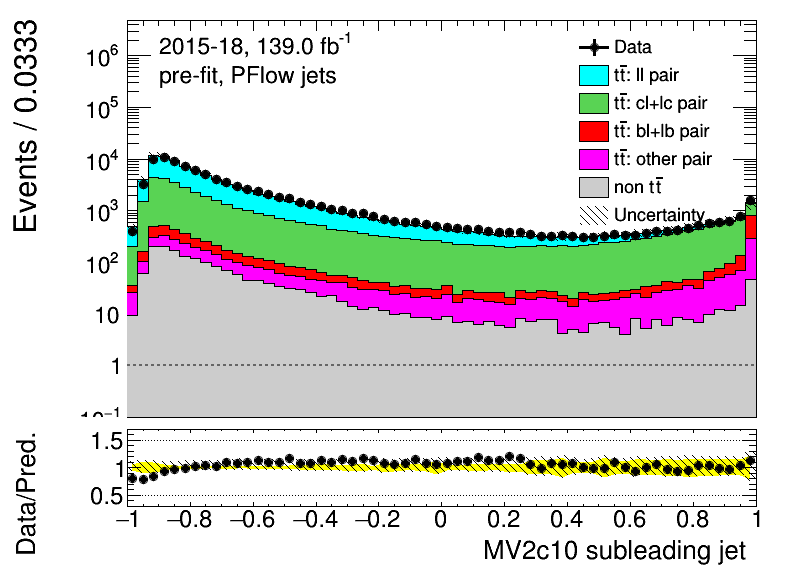 Events / 0.0333
2015-18, 139.0 fb⁻¹
pre-fit, PFlow jets
Data
tt̄: ll pair
tt̄: cl+lc pair
tt̄: bl+lb pair
tt̄: other pair
non tt̄
Uncertainty
10⁶
10⁵
10⁴
10³
10²
10
1
10⁻¹
Data/Pred.
1.5
1
0.5
−1 −0.8 −0.6 −0.4 −0.2 0 0.2 0.4 0.6 0.8 1
MV2c10 subleading jet